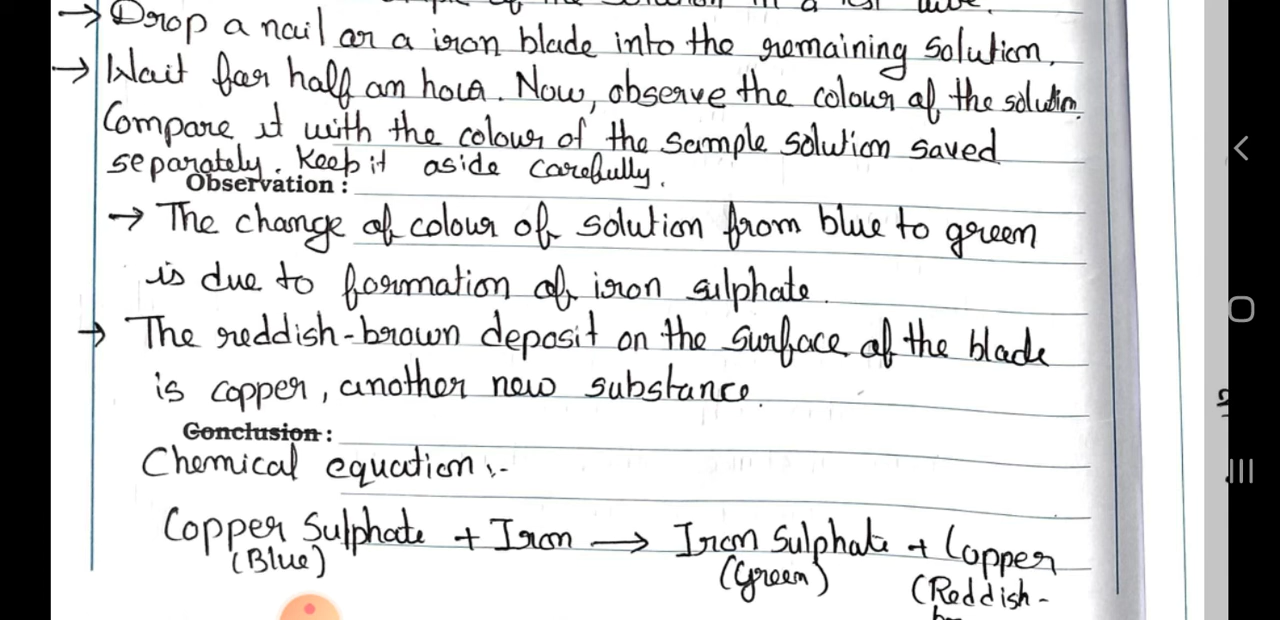 → Drop a nail or a iron blade into the remaining solution.
→ Wait for half an hour. Now, observe the colour of the solution.
Compare it with the colour of the sample solution saved
separately. Keep it aside carefully.
Observation :
→ The change of colour of solution from blue to green
is due to formation of iron sulphate.
→ The reddish-brown deposit on the surface of the blade
is copper, another new substance.
Conclusion :
Chemical equation :-
Copper Sulphate + Iron → Iron Sulphate + Copper
(Blue) (Green) (Reddish-